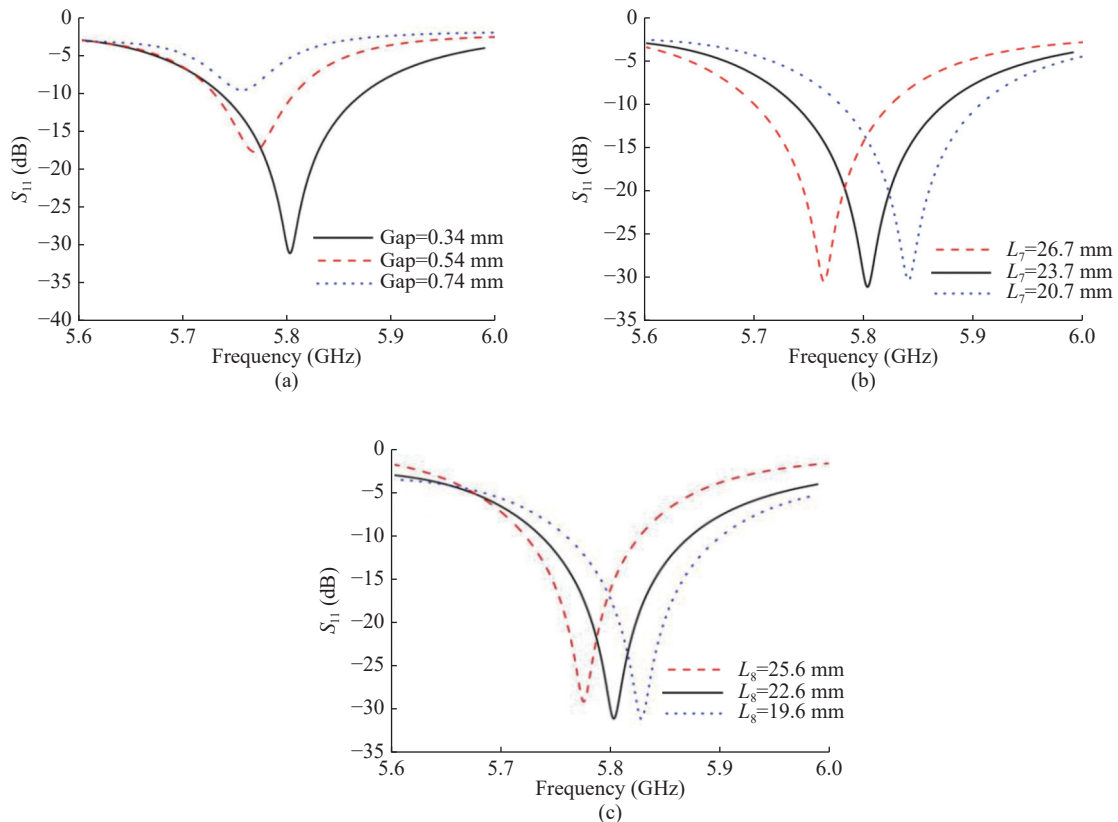 0
−5
−10
−15
−20
−25
−30
−35
−40
S11 (dB)
Gap=0.34 mm
Gap=0.54 mm
Gap=0.74 mm
5.6 5.7 5.8 5.9 6.0
Frequency (GHz)
(a)
0
−5
−10
−15
−20
−25
−30
−35
S11 (dB)
L7=26.7 mm
L7=23.7 mm
L7=20.7 mm
5.6 5.7 5.8 5.9 6.0
Frequency (GHz)
(b)
0
−5
−10
−15
−20
−25
−30
−35
S11 (dB)
L8=25.6 mm
L8=22.6 mm
L8=19.6 mm
5.6 5.7 5.8 5.9 6.0
Frequency (GHz)
(c)